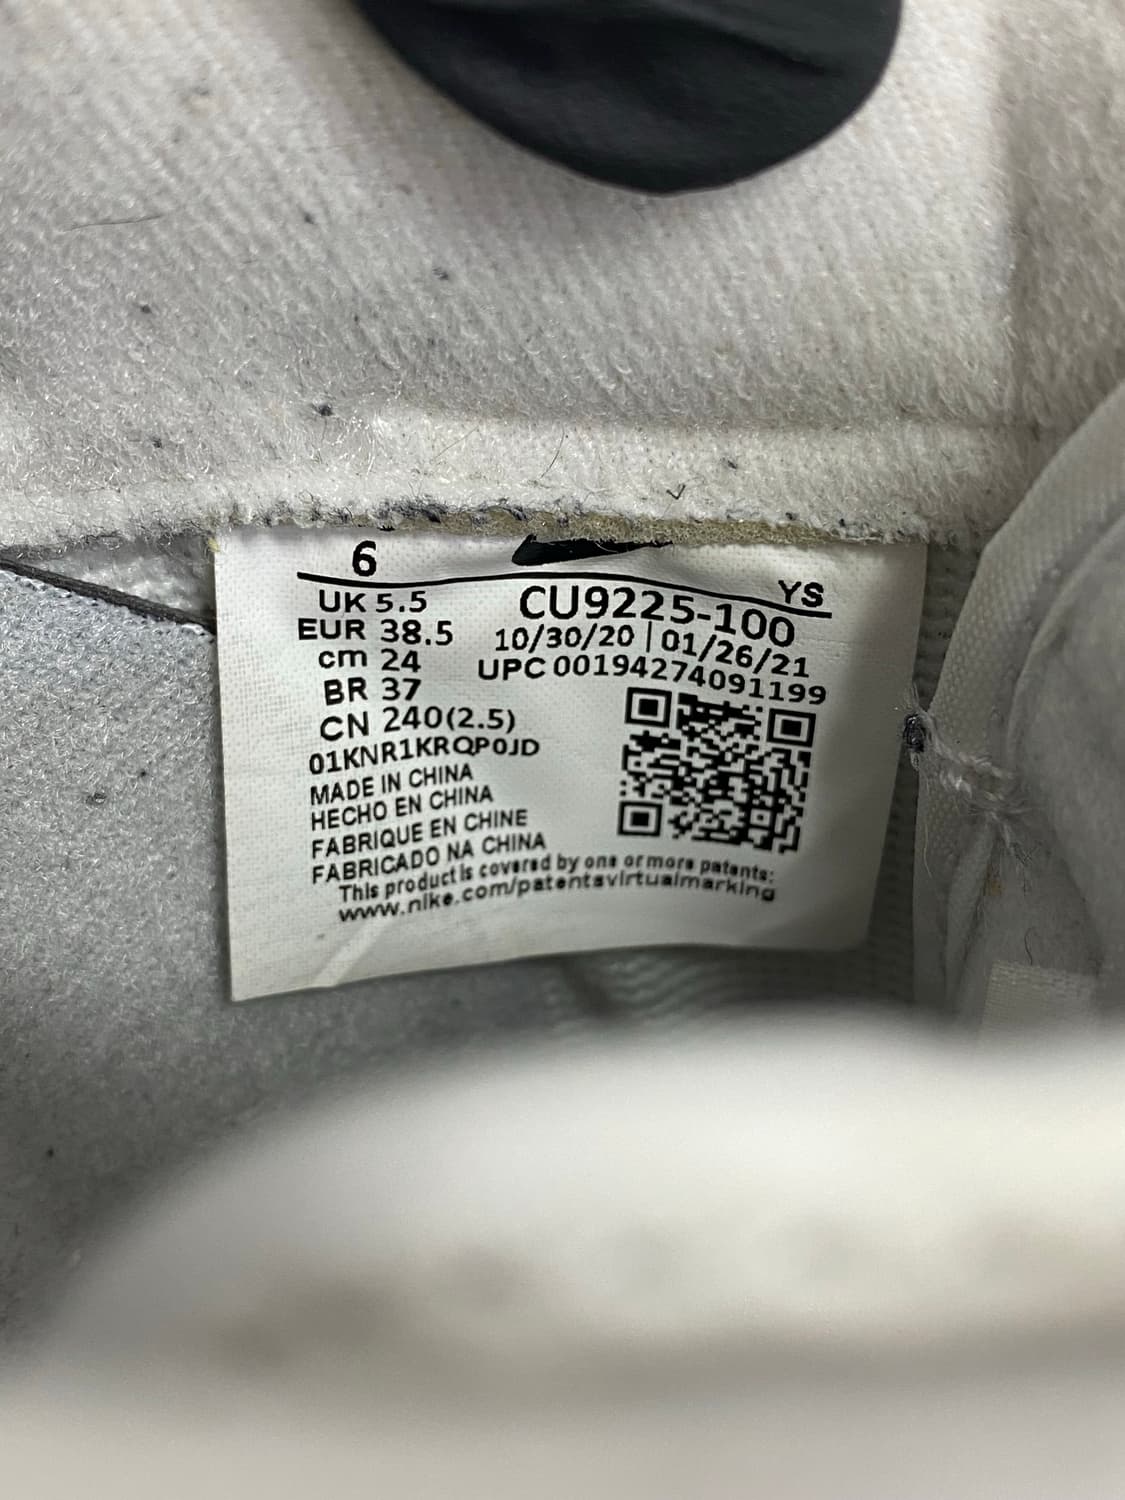 6
YS
UK 5.5
EUR 38.5
cm 24
BR 37
CN 240(2.5)
01KNR1KRQP0JD
MADE IN CHINA
HECHO EN CHINA
FABRIQUE EN CHINE
FABRICADO NA CHINA
CU9225-100
10/30/20 | 01/26/21
UPC 00194274091199
This product is covered by one or more patents:
www.nike.com/patentsvirtualmarking